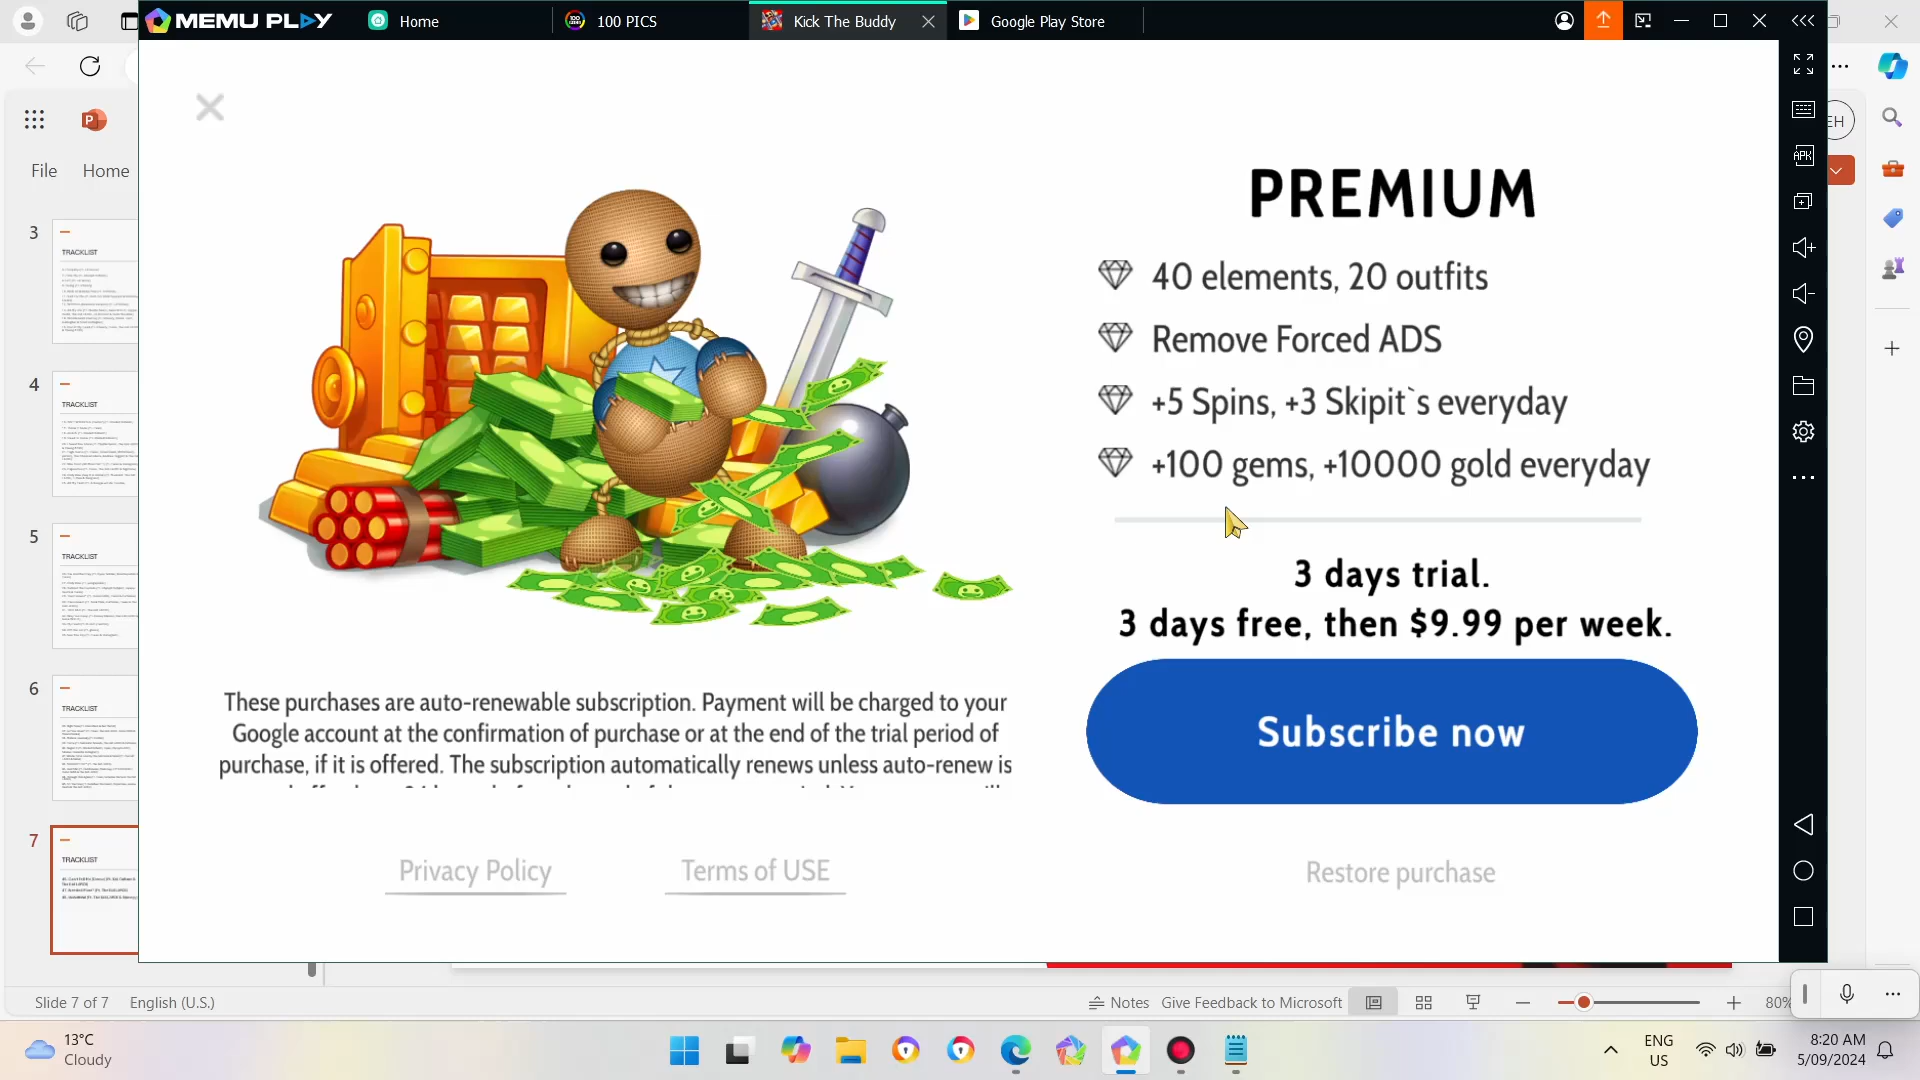 MEMU PLAY
Home
100 PICS
Kick The Buddy
Google Play Store
APK
EH
File
Home
PREMIUM
40 elements, 20 outfits
Remove Forced ADS
+5 Spins, +3 Skipit`s everyday
+100 gems, +10000 gold everyday
3 days trial.
3 days free, then $9.99 per week.
Subscribe now
Restore purchase
These purchases are auto-renewable subscription. Payment will be charged to your
Google account at the confirmation of purchase or at the end of the trial period of
purchase, if it is offered. The subscription automatically renews unless auto-renew is
Privacy Policy
Terms of USE
3
TRACKLIST
4
TRACKLIST
5
TRACKLIST
6
TRACKLIST
7
TRACKLIST
Slide 7 of 7
English (U.S.)
Notes
Give Feedback to Microsoft
80%
13°C
Cloudy
ENG
US
8:20 AM
5/09/2024